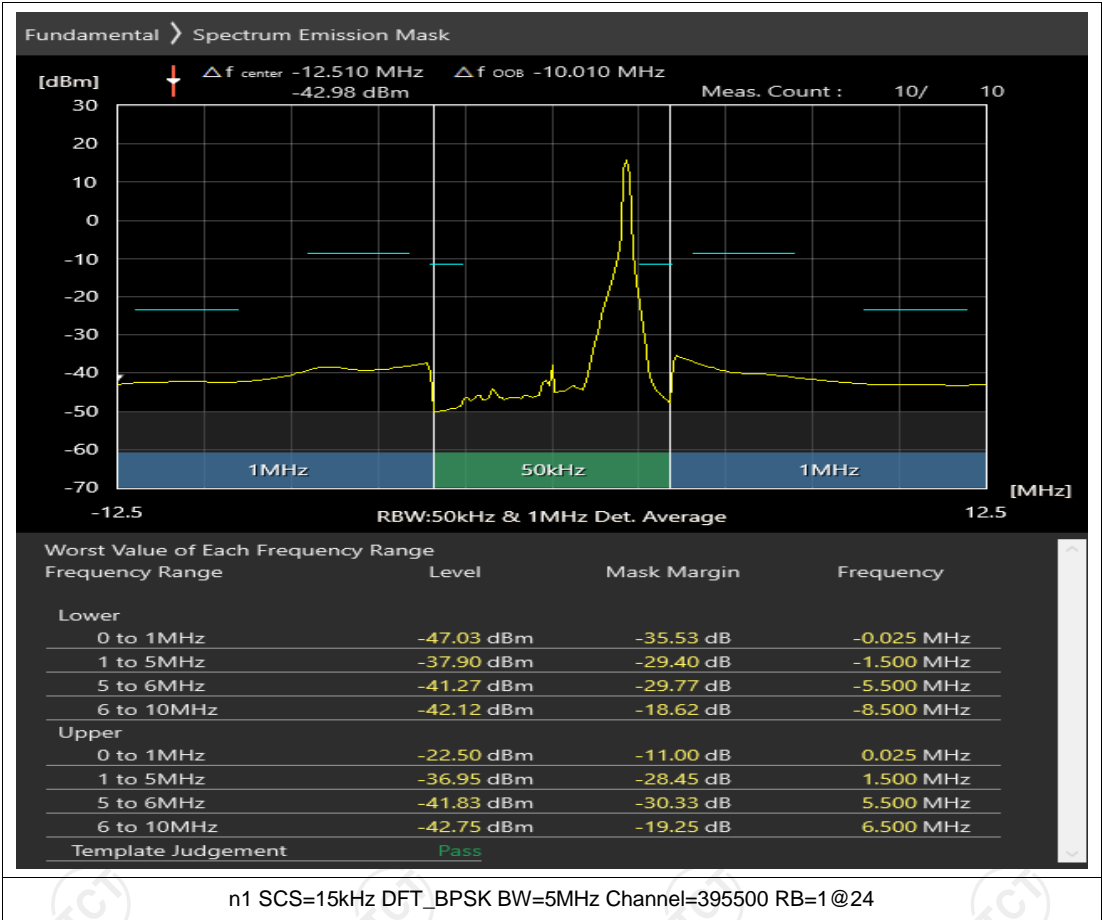 Fundamental ❯ Spectrum Emission Mask
[dBm]
△f center -12.510 MHz △f OOB -10.010 MHz
-42.98 dBm
Meas. Count : 10/ 10
30
20
10
0
-10
-20
-30
-40
-50
-60
-70
1MHz 50kHz 1MHz
[MHz]
-12.5 RBW:50kHz & 1MHz Det. Average 12.5
Worst Value of Each Frequency Range
Frequency Range Level Mask Margin Frequency
Lower
0 to 1MHz -47.03 dBm -35.53 dB -0.025 MHz
1 to 5MHz -37.90 dBm -29.40 dB -1.500 MHz
5 to 6MHz -41.27 dBm -29.77 dB -5.500 MHz
6 to 10MHz -42.12 dBm -18.62 dB -8.500 MHz
Upper
0 to 1MHz -22.50 dBm -11.00 dB 0.025 MHz
1 to 5MHz -36.95 dBm -28.45 dB 1.500 MHz
5 to 6MHz -41.83 dBm -30.33 dB 5.500 MHz
6 to 10MHz -42.75 dBm -19.25 dB 6.500 MHz
Template Judgement Pass
n1 SCS=15kHz DFT_BPSK BW=5MHz Channel=395500 RB=1@24
TCT TCT TCT TCT